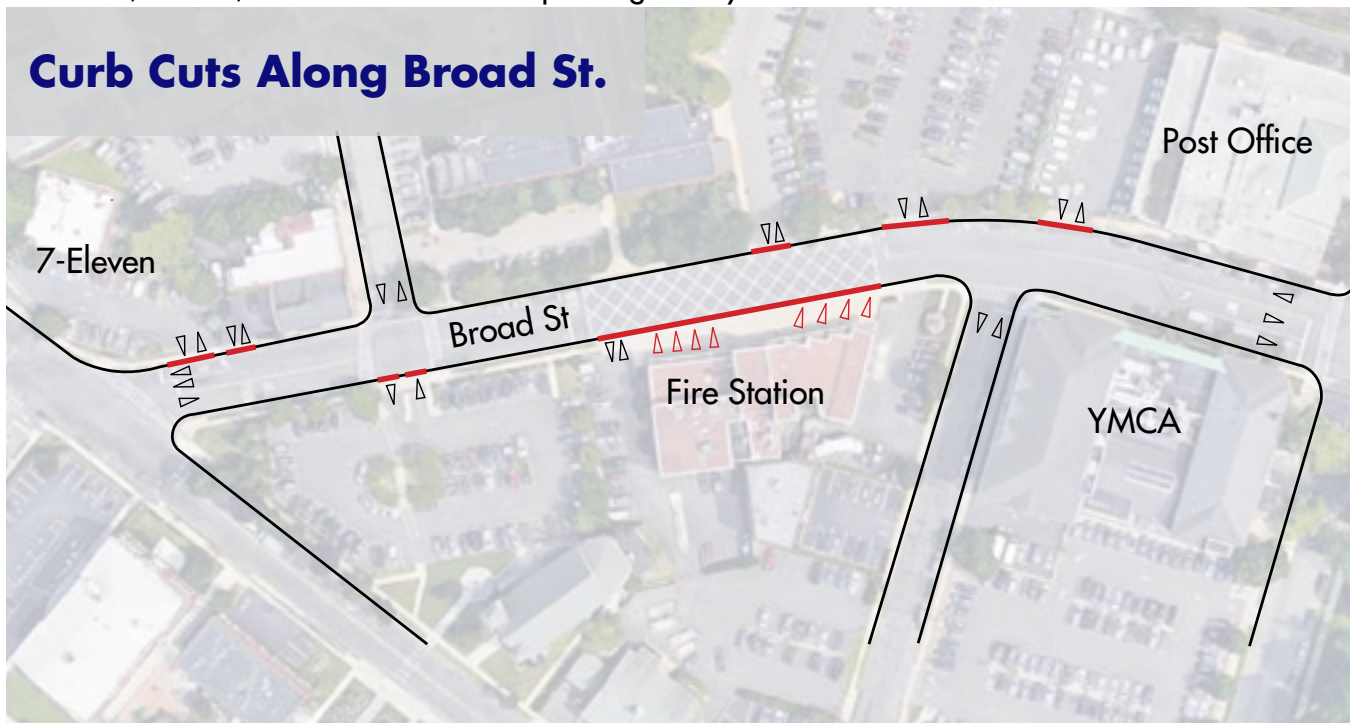 Curb Cuts Along Broad St.
Post Office
7-Eleven
Broad St
Fire Station
YMCA